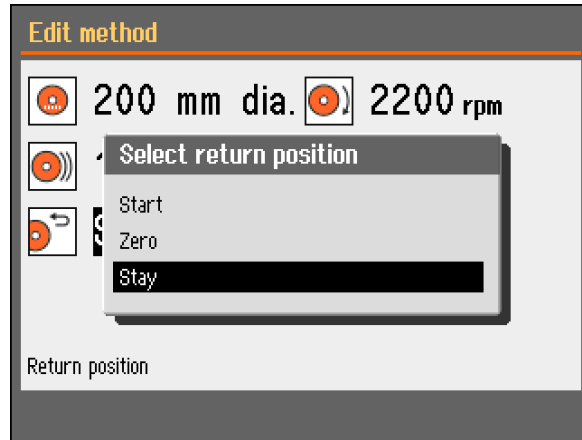 Edit method
200 mm dia. 2200 rpm
Select return position
Start
Zero
Stay
Return position